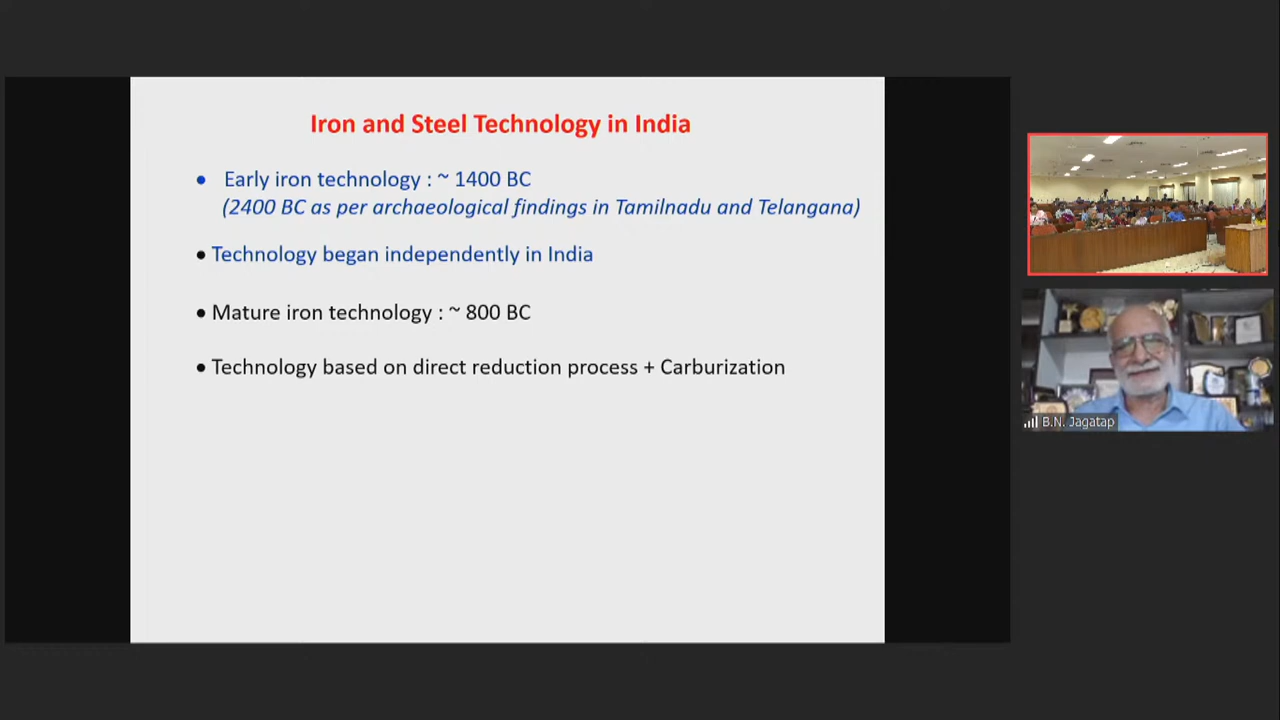 Iron and Steel Technology in India
• Early iron technology : ~ 1400 BC
(2400 BC as per archaeological findings in Tamilnadu and Telangana)
• Technology began independently in India
• Mature iron technology : ~ 800 BC
• Technology based on direct reduction process + Carburization
B.N. Jagatap